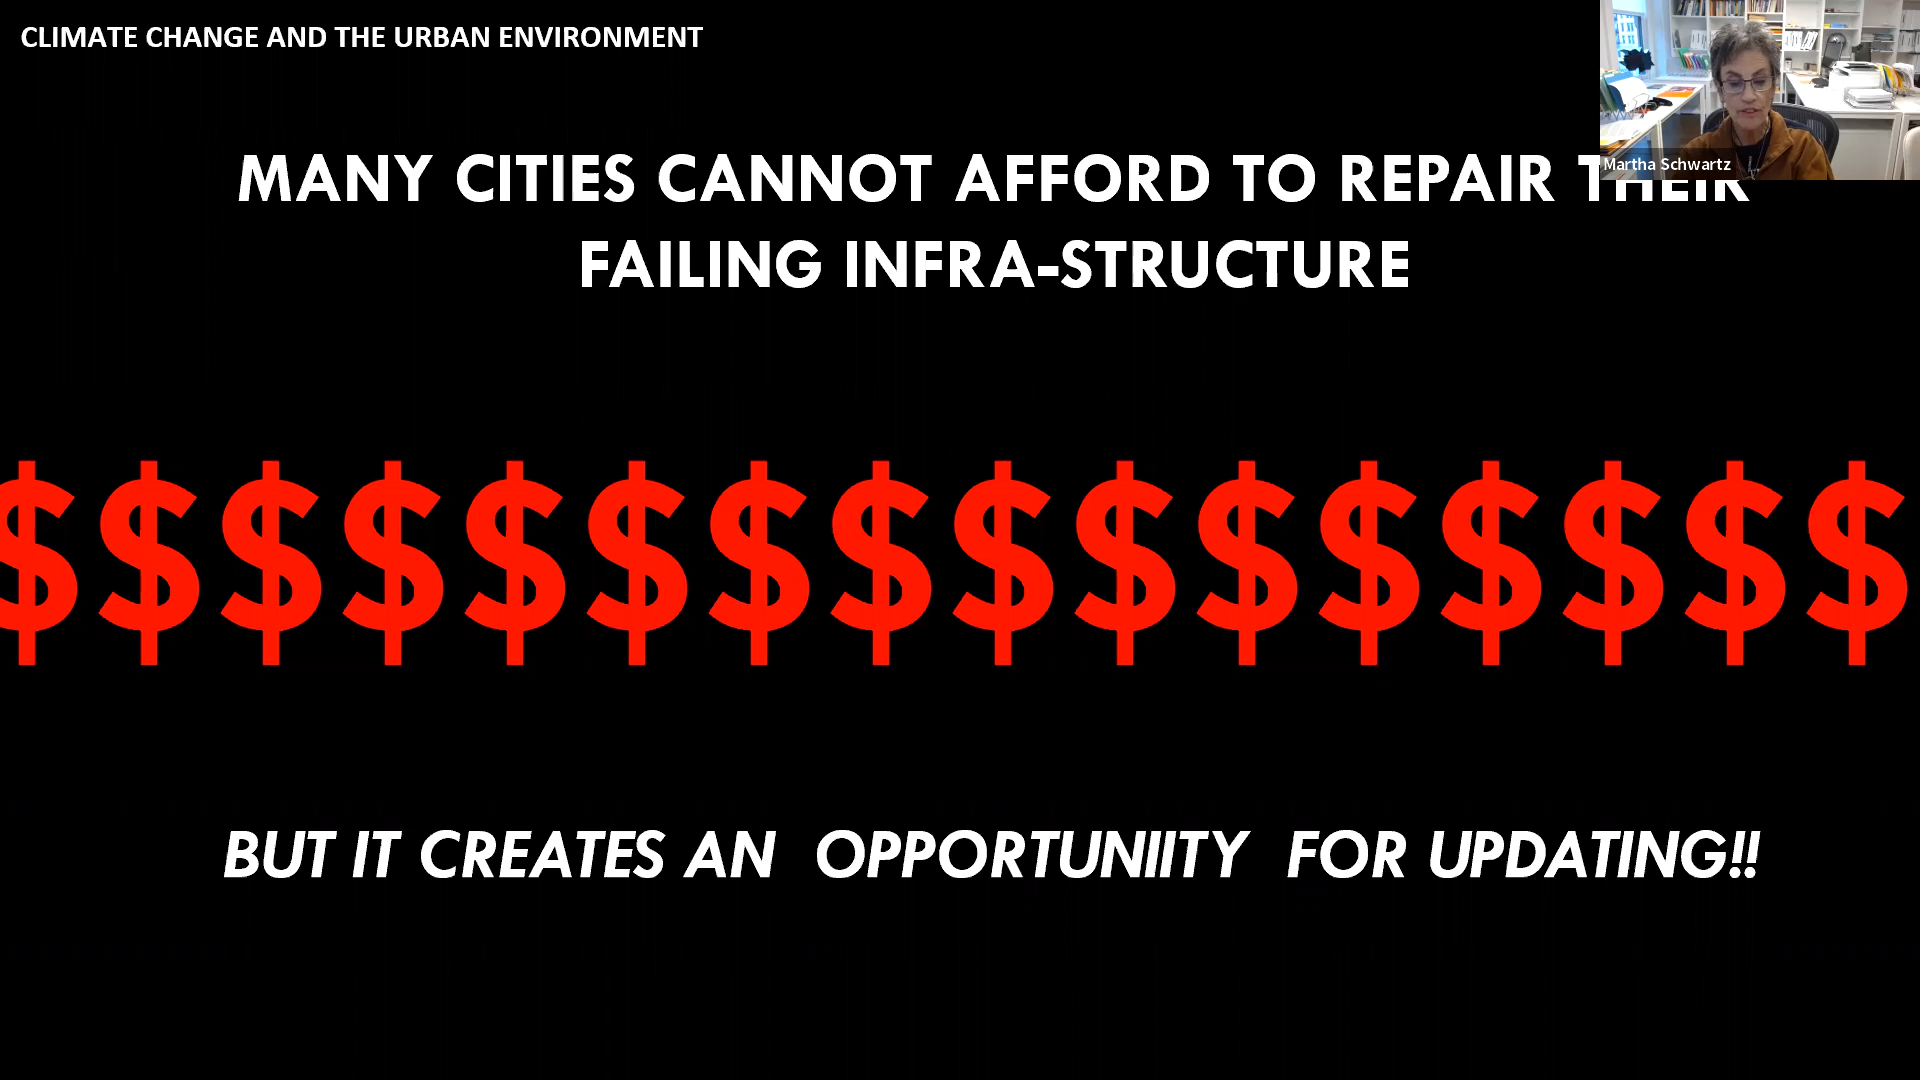 CLIMATE CHANGE AND THE URBAN ENVIRONMENT
Martha Schwartz
MANY CITIES CANNOT AFFORD TO REPAIR THEIR
FAILING INFRA-STRUCTURE
$$$$$$$$$$$$$$$$
BUT IT CREATES AN OPPORTUNIITY FOR UPDATING!!